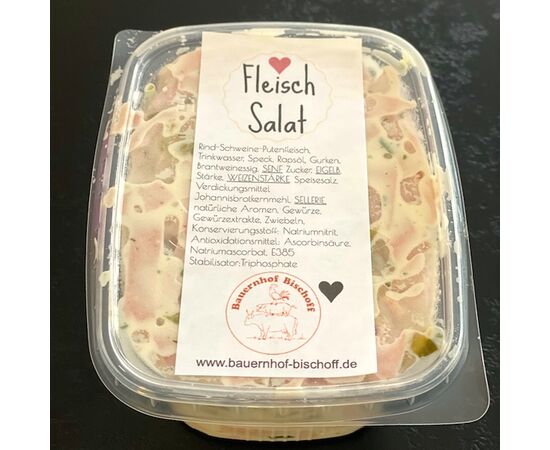 Fleisch
Salat
Rind-Schweine-Putenfleisch,
Trinkwasser, Speck, Rapsöl, Gurken,
Brantweinessig, SENF, Zucker, EIGELB,
Stärke, WEIZENSTÄRKE, Speisesalz,
Verdickungsmittel
Johannisbrotkernmehl, SELLERIE,
natürliche Aromen, Gewürze,
Gewürzextrakte, Zwiebeln,
Konservierungsstoff: Natriumnitrit,
Antioxidationsmittel: Ascorbinsäure,
Natriumascorbat, E385
Stabilisator:Triphosphate
Bauernhof Bischoff
www.bauernhof-bischoff.de